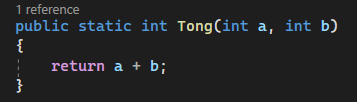 1 reference
public static int Tong(int a, int b)
{
    return a + b;
}